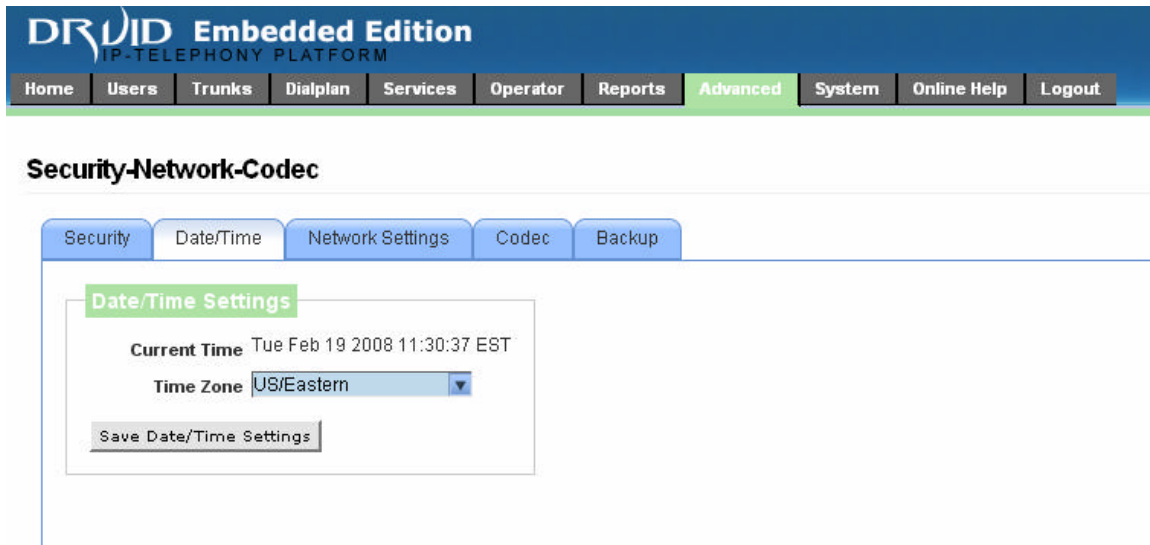 DRUID Embedded Edition
IP-TELEPHONY PLATFORM
Home Users Trunks Dialplan Services Operator Reports Advanced System Online Help Logout
Security-Network-Codec
Security Date/Time Network Settings Codec Backup
Date/Time Settings
Current Time Tue Feb 19 2008 11:30:37 EST
Time Zone US/Eastern
Save Date/Time Settings